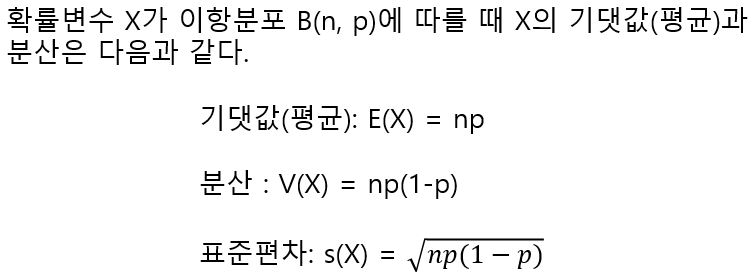 확률변수 X가 이항분포 B(n, p)에 따를 때 X의 기댓값(평균)과
분산은 다음과 같다.
기댓값(평균): E(X) = np
분산 : V(X) = np(1-p)
표준편차: s(X) = √np(1 − p)